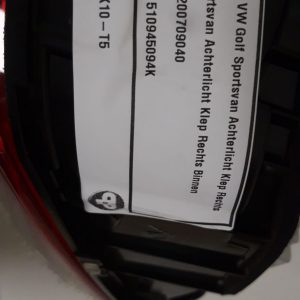 VW Golf Sportsvan Achterlicht Klep Rechts
rtsvan Achterlicht Klep Rechts Binnen
200709040
510945094K
K10-T5